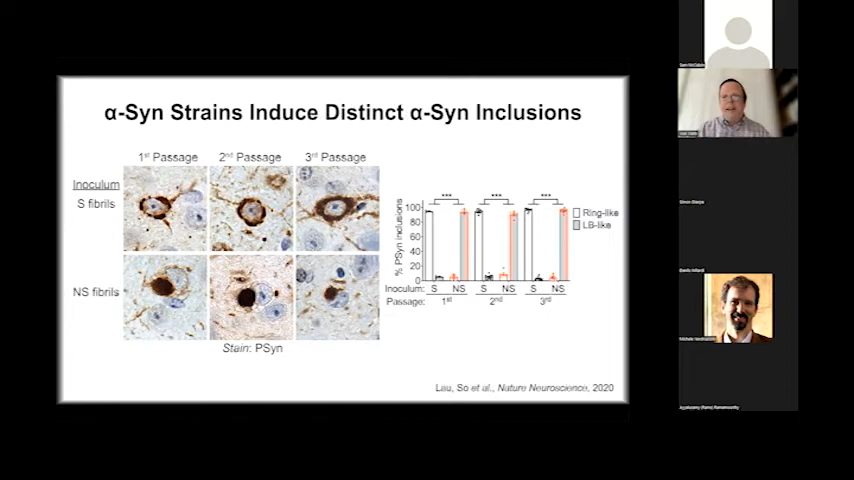 α-Syn Strains Induce Distinct α-Syn Inclusions
1st Passage 2nd Passage 3rd Passage
Inoculum
S fibrils
NS fibrils
Stain: PSyn
% PSyn inclusions
100
80
60
40
20
0
*** *** ***
Ring-like
LB-like
Inoculum: S NS S NS S NS
Passage: 1st 2nd 3rd
Lau, So et al., Nature Neuroscience, 2020